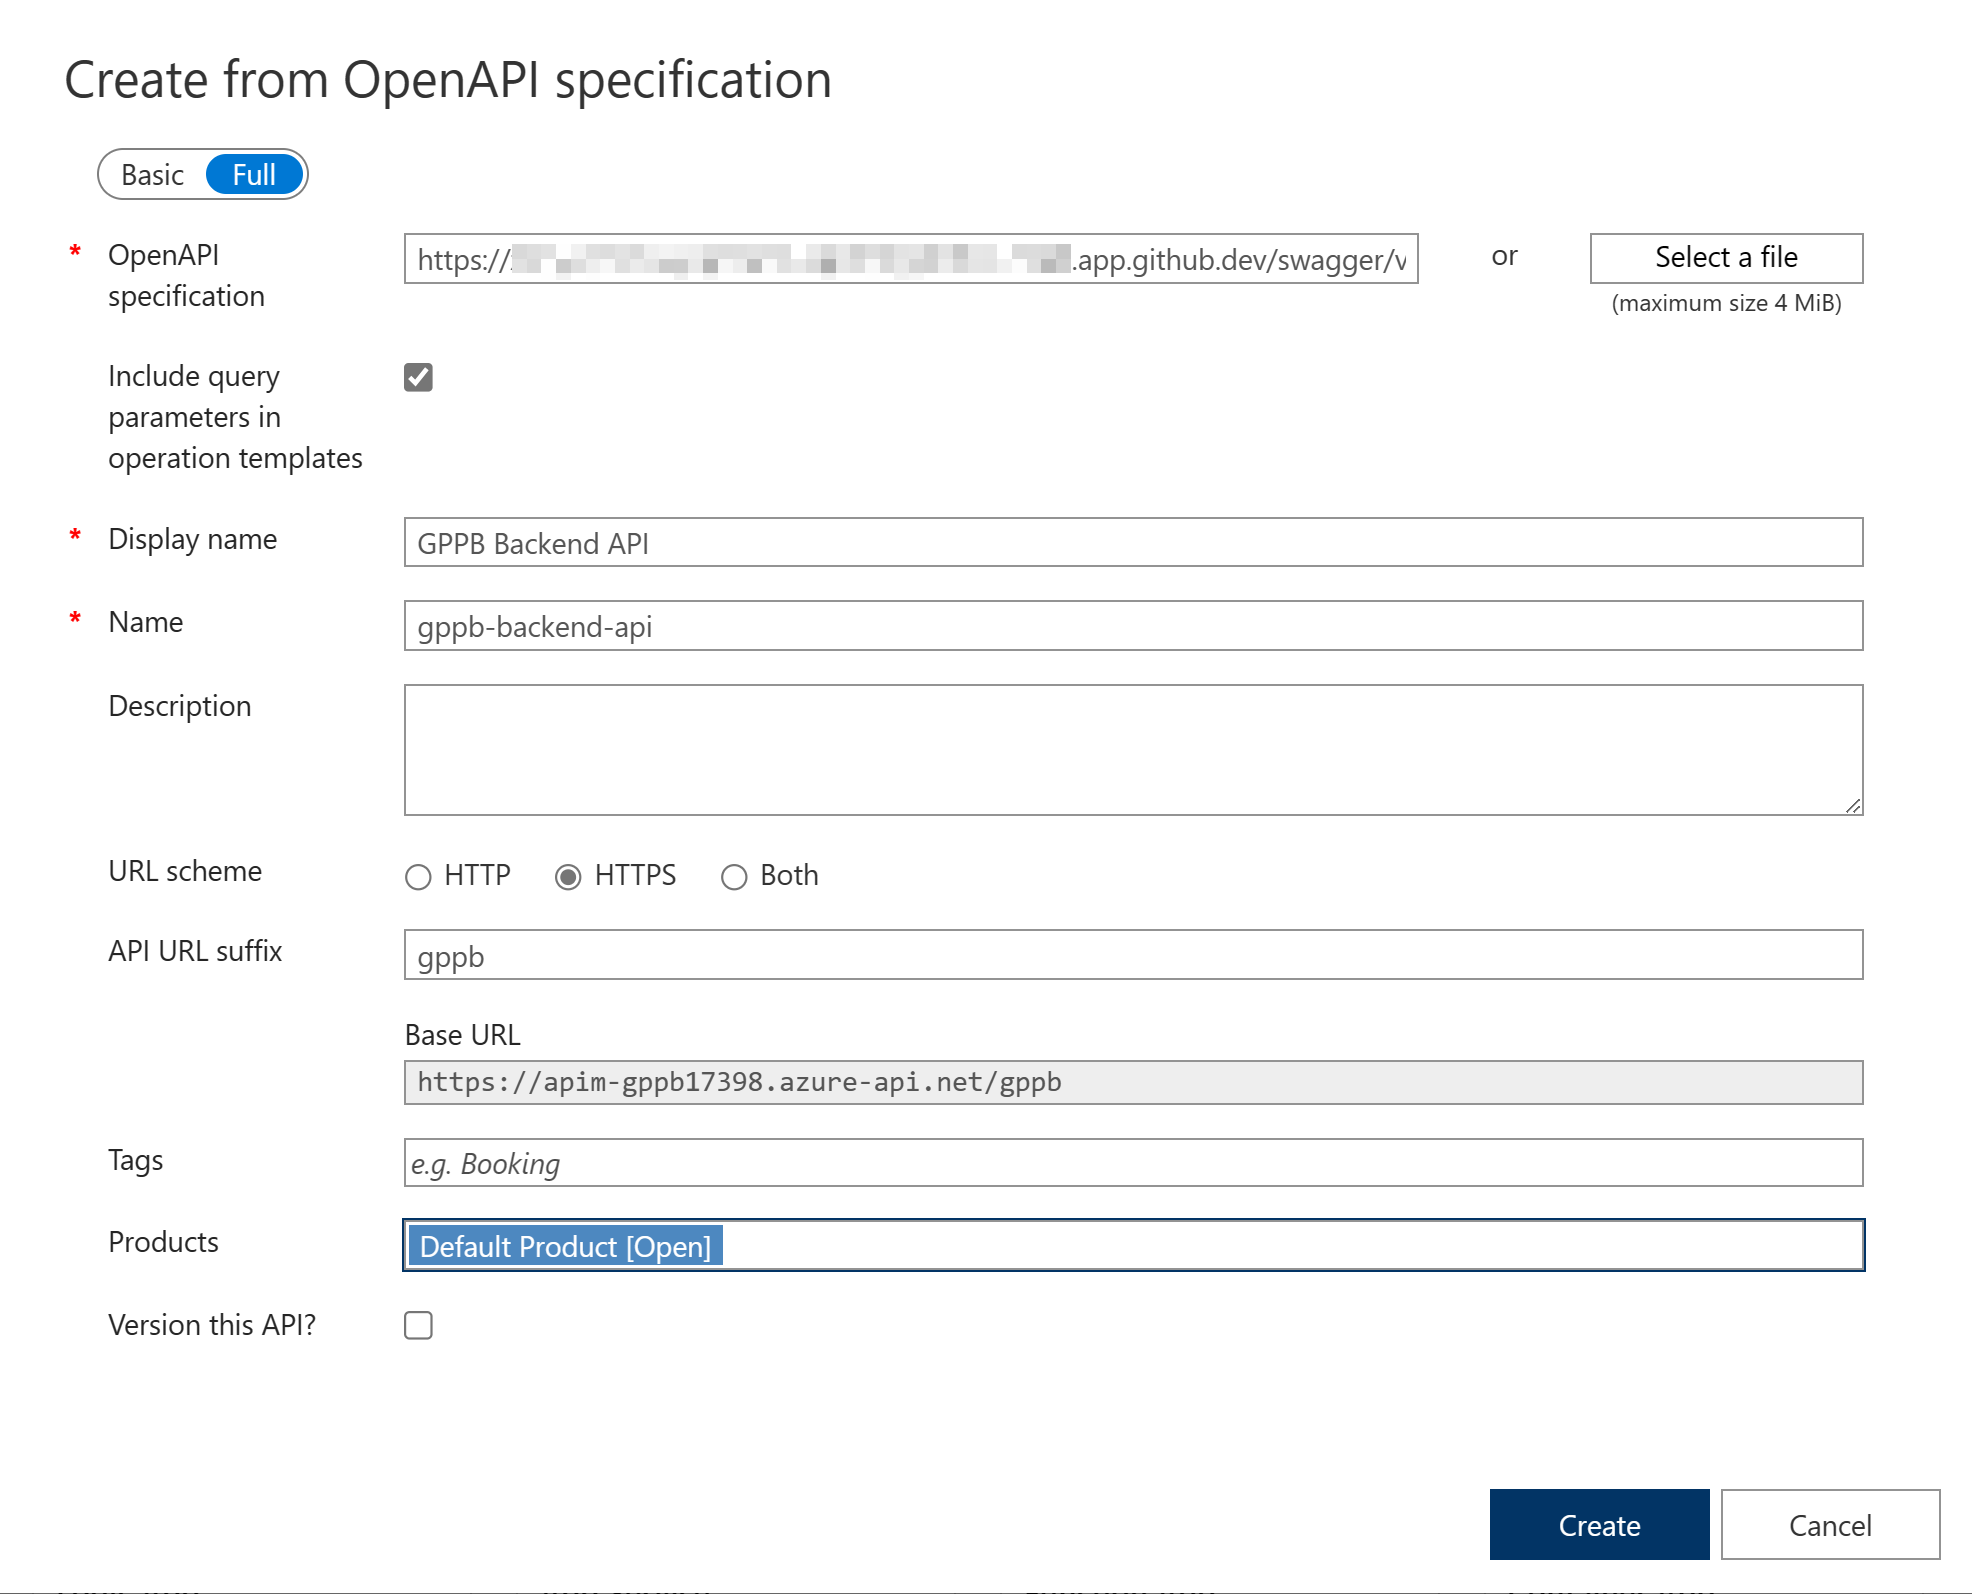 Create from OpenAPI specification
Basic Full
* OpenAPI specification
https:// .app.github.dev/swagger/v
or
Select a file
(maximum size 4 MiB)
Include query
parameters in
operation templates
* Display name
GPPB Backend API
* Name
gppb-backend-api
Description
URL scheme
HTTP HTTPS Both
API URL suffix
gppb
Base URL
https://apim-gppb17398.azure-api.net/gppb
Tags
e.g. Booking
Products
Default Product [Open]
Version this API?
Create Cancel